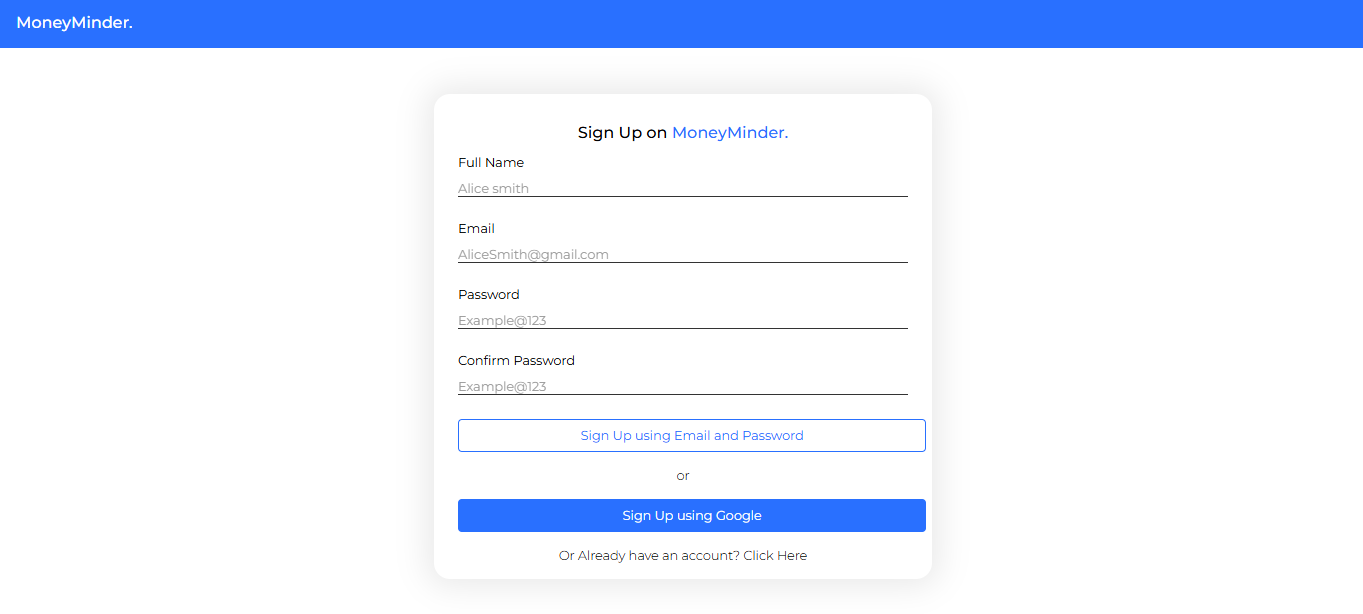 MoneyMinder.
Sign Up on MoneyMinder.
Full Name
Alice smith
Email
AliceSmith@gmail.com
Password
Example@123
Confirm Password
Example@123
Sign Up using Email and Password
or
Sign Up using Google
Or Already have an account? Click Here